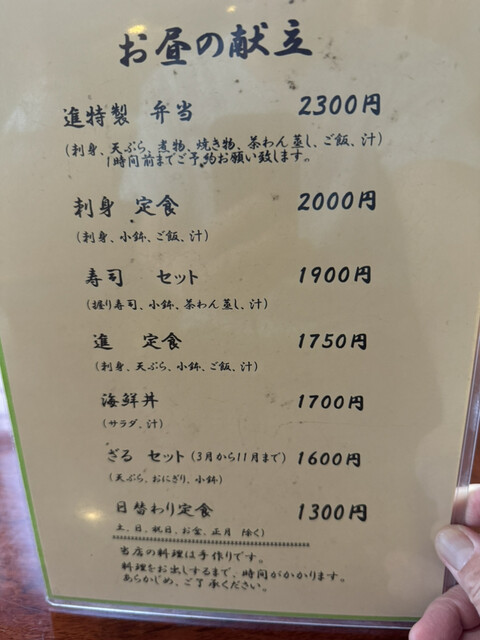 お昼の献立
進特製 弁当 2300円
(刺身、天ぷら、煮物、焼き物、茶わん蒸し、ご飯、汁)
1時間前までご予約お願い致します。
刺身 定食 2000円
(刺身、小鉢、ご飯、汁)
寿司 セット 1900円
(握り寿司、小鉢、茶わん蒸し、汁)
進 定食 1750円
(刺身、天ぷら、小鉢、ご飯、汁)
海鮮丼 1700円
(サラダ、汁)
ざる セット(3月から11月まで) 1600円
(天ぷら、おにぎり、小鉢)
日替わり定食 1300円
土、日、祝日、お盆、正月 除く)
当店の料理は手作りです。
料理をお出しするまで、時間がかかります。
あらかじめ、ご了承ください。